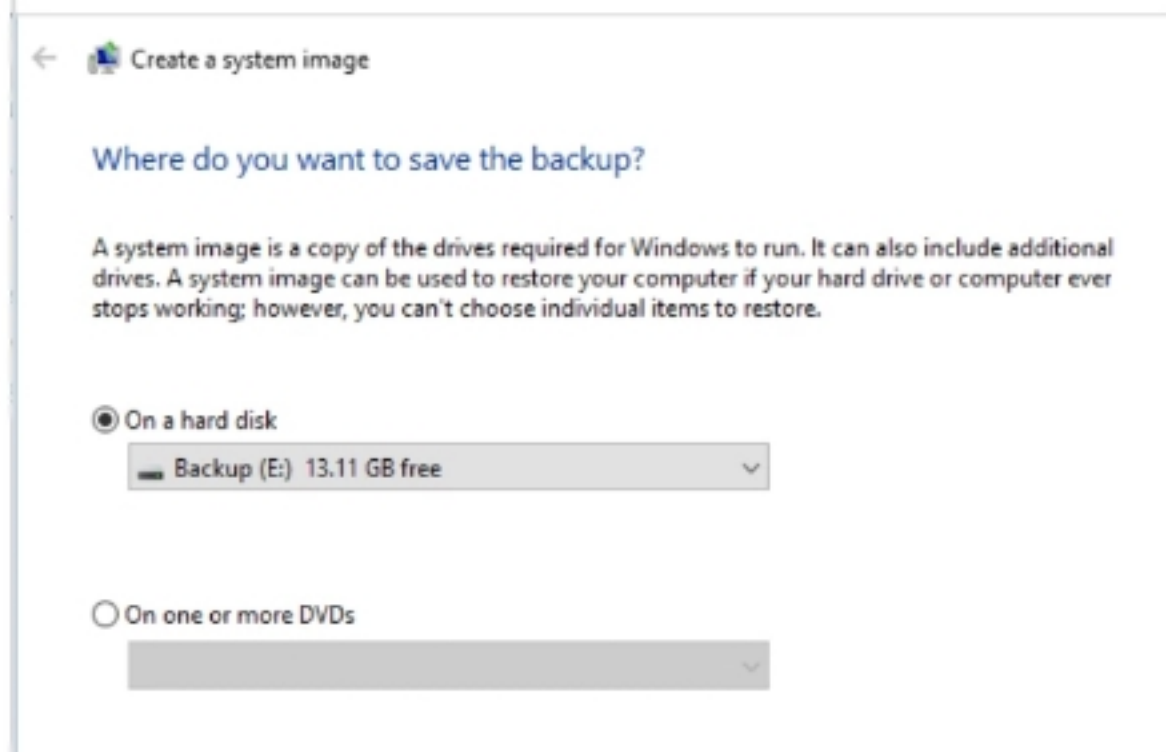 Create a system image
Where do you want to save the backup?
A system image is a copy of the drives required for Windows to run. It can also include additional
drives. A system image can be used to restore your computer if your hard drive or computer ever
stops working; however, you can't choose individual items to restore.
On a hard disk
Backup (E:) 13.11 GB free
On one or more DVDs